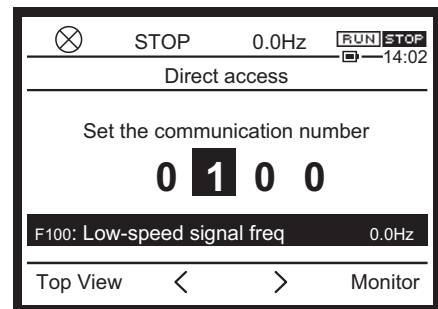 STOP 0.0Hz RUN STOP
14:02
Direct access
Set the communication number
0 1 0 0
F100: Low-speed signal freq 0.0Hz
Top View < > Monitor